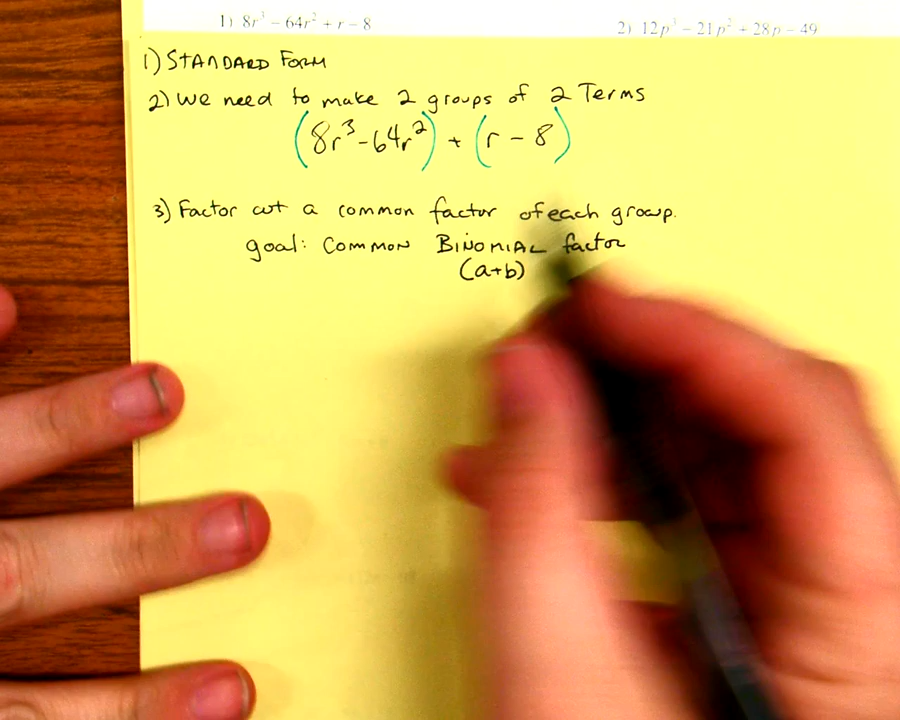 1) 8r³ − 64r² + r − 8
2) 12p³ − 21p² + 28p − 49
1) STANDARD FORM
2) We need to make 2 groups of 2 Terms
(8r³-64r²) + (r - 8)
3) Factor out a common factor of each group.
goal: COMMON BINOMIAL factor
(a+b)